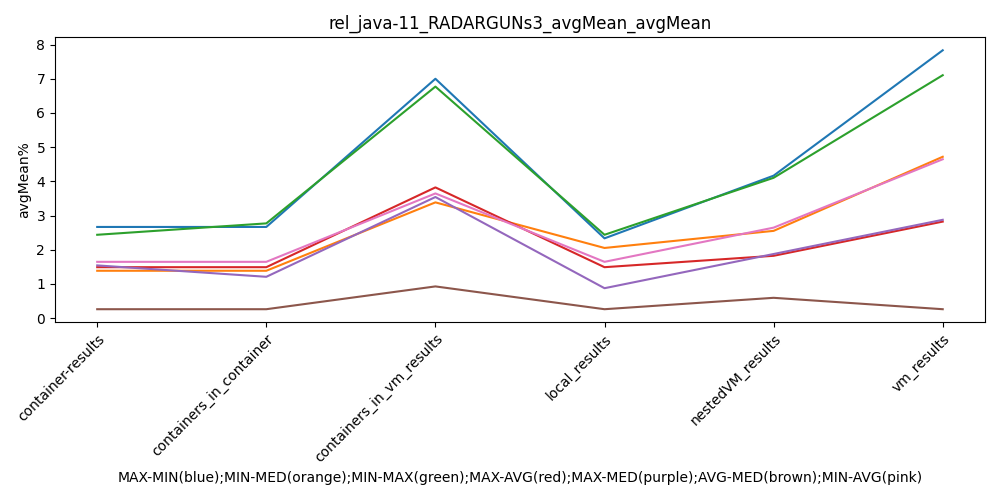 rel_java-11_RADARGUNs3_avgMean_avgMean
avgMean%
8
7
6
5
4
3
2
1
0
container-results
containers_in_container
containers_in_vm_results
local_results
nestedVM_results
vm_results
MAX-MIN(blue);MIN-MED(orange);MIN-MAX(green);MAX-AVG(red);MAX-MED(purple);AVG-MED(brown);MIN-AVG(pink)